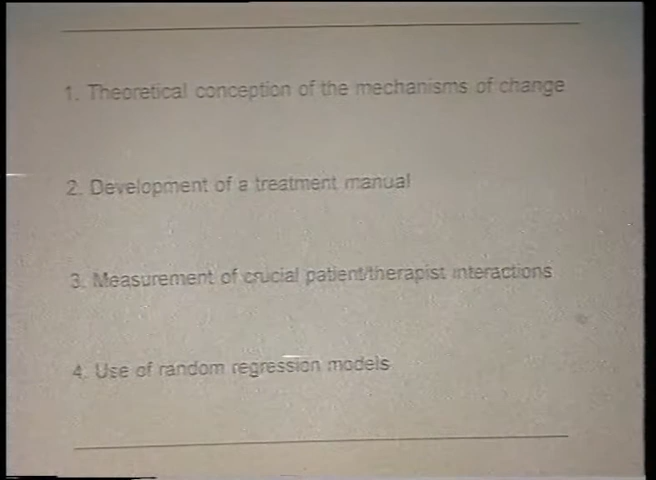 1. Theoretical conception of the mechanisms of change
2. Development of a treatment manual
3. Measurement of crucial patient/therapist interactions
4. Use of random regression models